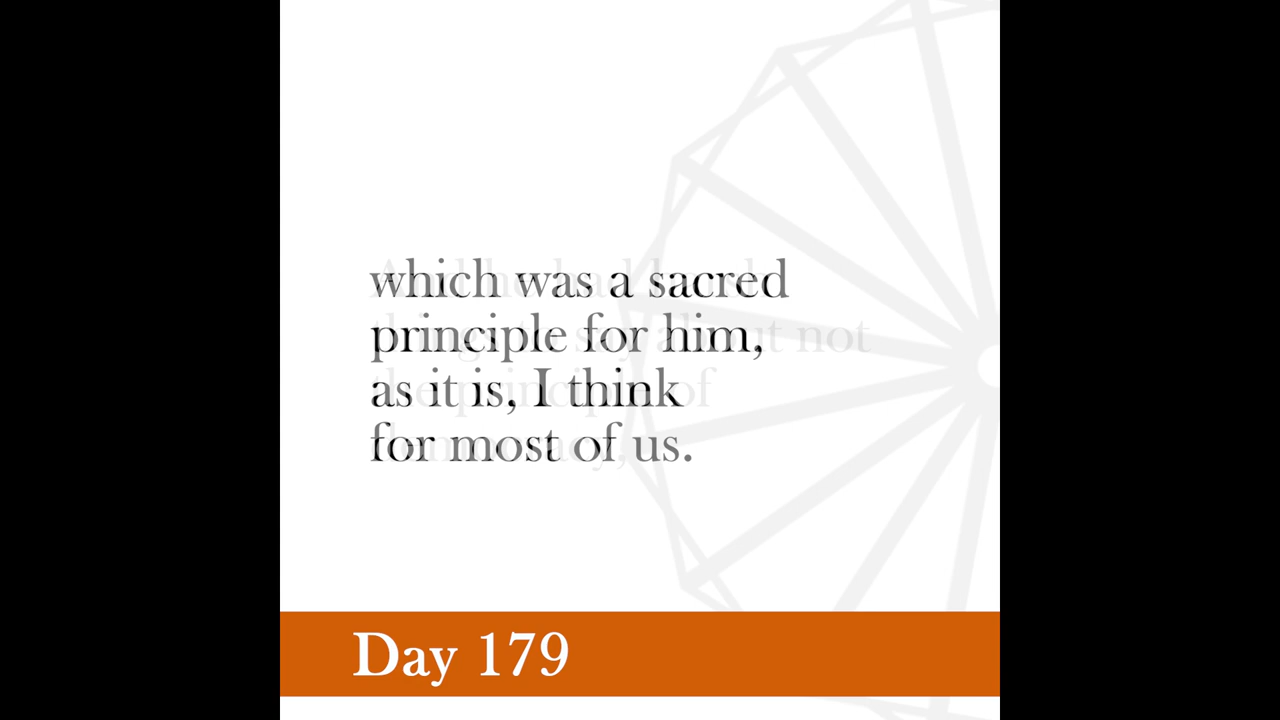 which was a sacred
principle for him,
as it is, I think
for most of us.
Day 179